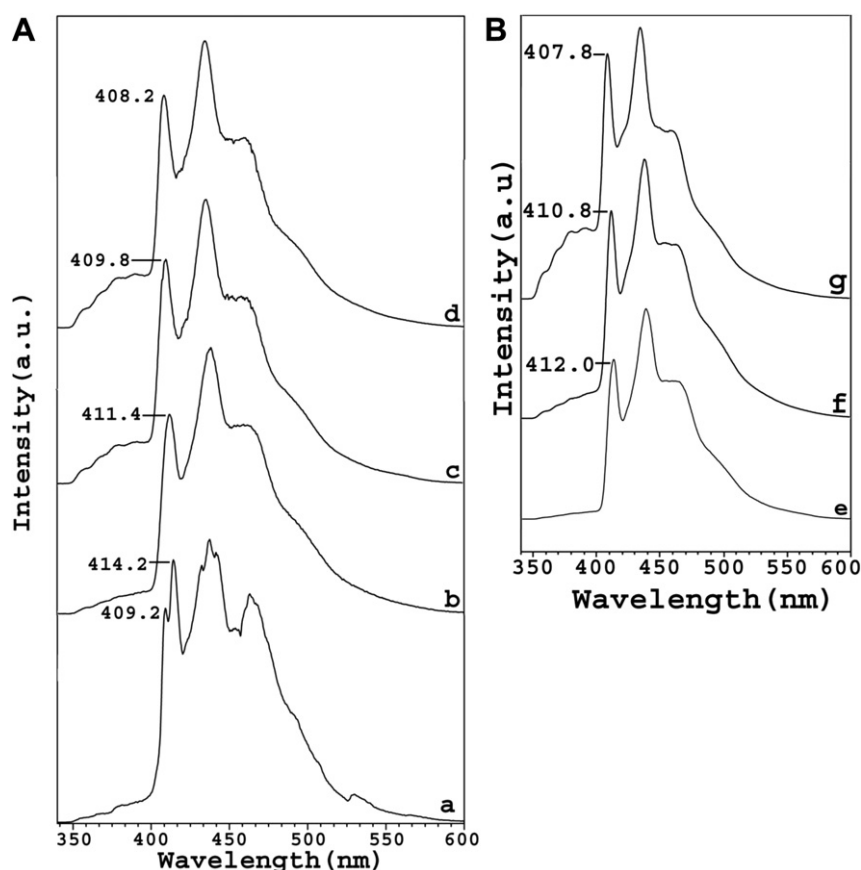 A
Intensity(a.u.)
408.2
d
409.8
c
411.4
b
414.2
409.2
a
350 400 450 500 550 600
Wavelength(nm)
B
Intensity(a.u)
407.8
g
410.8
f
412.0
e
350 400 450 500 550 600
Wavelength(nm)